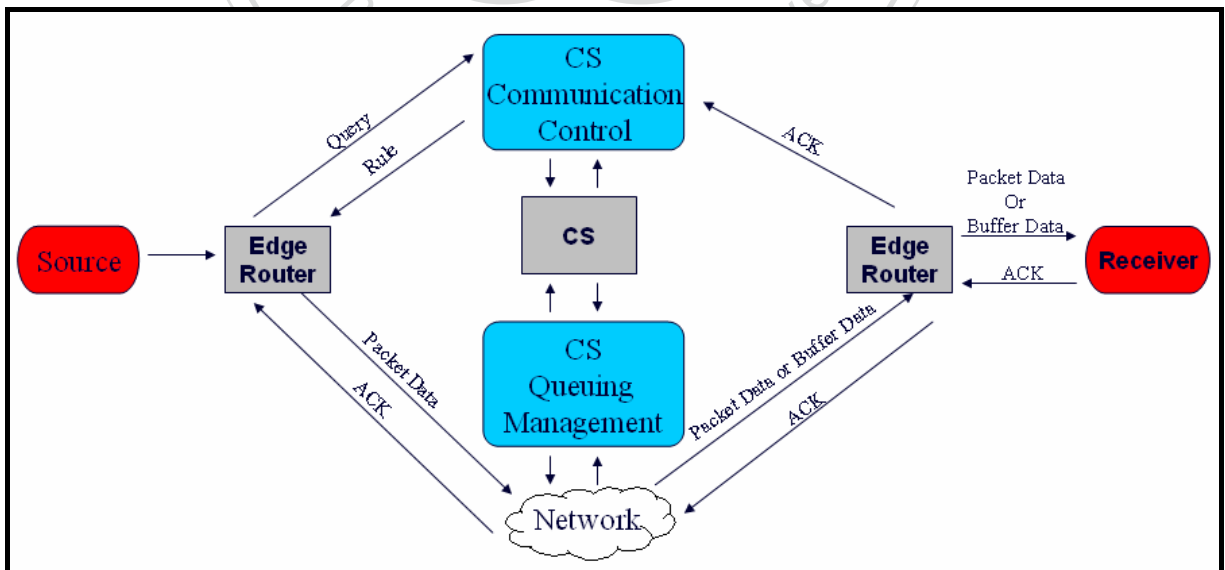 CS
Communication
Control
Query
Rule
ACK
Packet Data
Or
Buffer Data
Source
Edge
Router
CS
Edge
Router
Receiver
ACK
Packet Data
ACK
CS
Queuing
Management
Packet Data or Buffer Data
ACK
Network